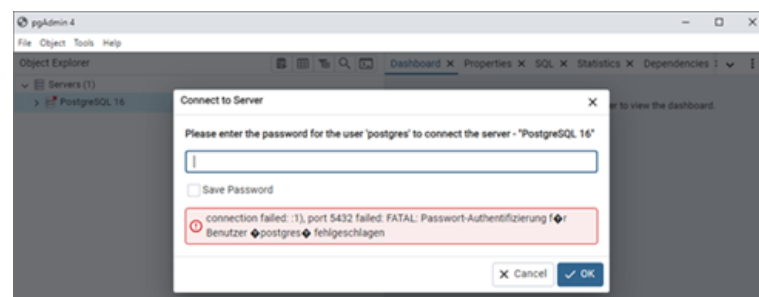 pgAdmin 4
File Object Tools Help
Object Explorer
Dashboard × Properties × SQL × Statistics × Dependencies
Servers (1)
PostgreSQL 16
Connect to Server
er to view the dashboard.
Please enter the password for the user 'postgres' to connect the server - "PostgreSQL 16"
Save Password
connection failed: :1), port 5432 failed: FATAL: Passwort-Authentifizierung f�r
Benutzer �postgres� fehlgeschlagen
Cancel OK